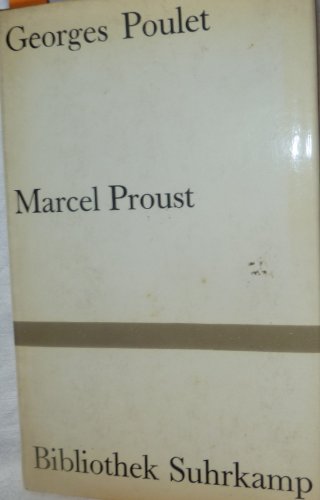 Georges Poulet
Marcel Proust
Bibliothek Suhrkamp